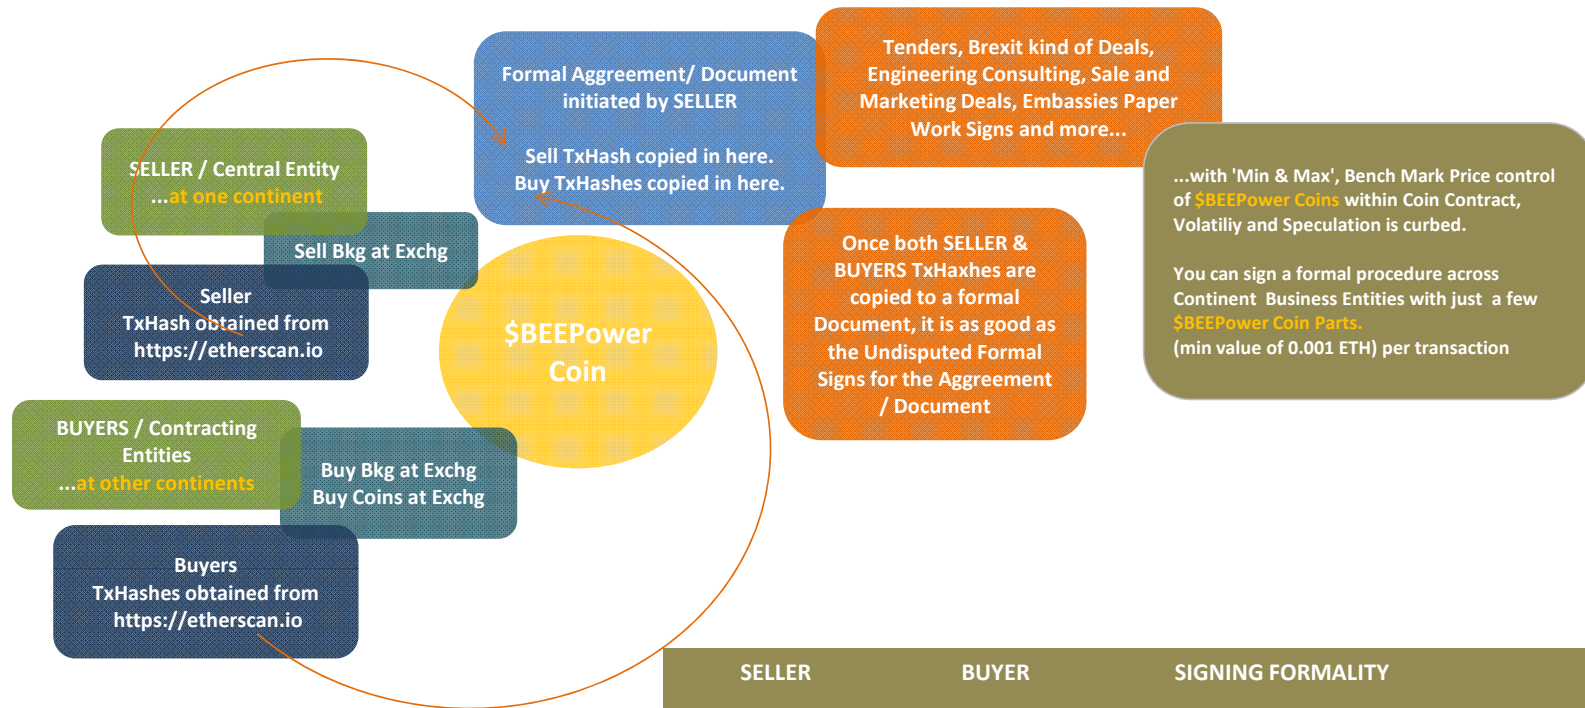 Formal Aggreement/ Document
initiated by SELLER
Sell TxHash copied in here.
Buy TxHashes copied in here.
Tenders, Brexit kind of Deals,
Engineering Consulting, Sale and
Marketing Deals, Embassies Paper
Work Signs and more...
SELLER / Central Entity
...at one continent
Sell Bkg at Exchg
Seller
TxHash obtained from
https://etherscan.io
$BEEPower
Coin
Once both SELLER &
BUYERS TxHaxhes are
copied to a formal
Document, it is as good as
the Undisputed Formal
Signs for the Aggreement
/ Document
...with 'Min & Max', Bench Mark Price control
of $BEEPower Coins within Coin Contract,
Volatiliy and Speculation is curbed.
You can sign a formal procedure across
Continent Business Entities with just a few
$BEEPower Coin Parts.
(min value of 0.001 ETH) per transaction
BUYERS / Contracting
Entities
...at other continents
Buy Bkg at Exchg
Buy Coins at Exchg
Buyers
TxHashes obtained from
https://etherscan.io
SELLER BUYER SIGNING FORMALITY